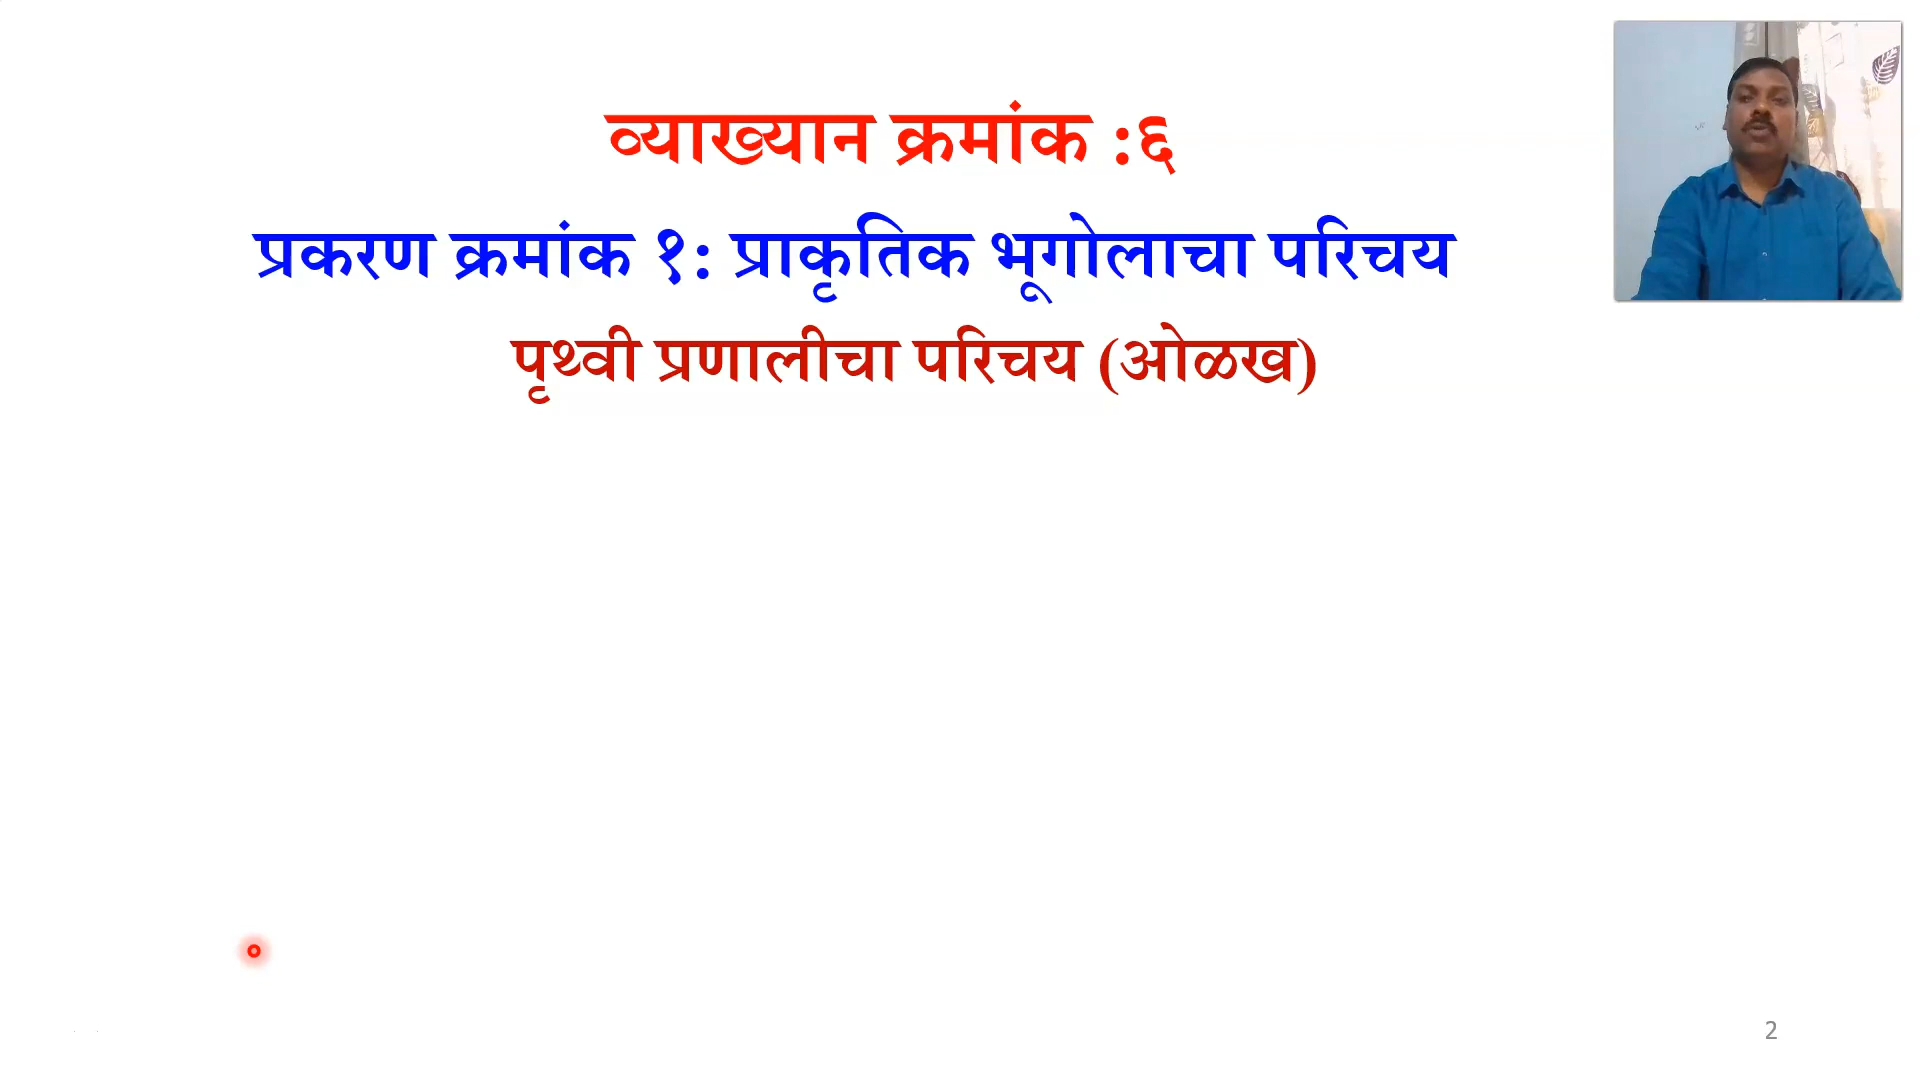 व्याख्यान क्रमांक :६
प्रकरण क्रमांक १: प्राकृतिक भूगोलाचा परिचय
पृथ्वी प्रणालीचा परिचय (ओळख)
2